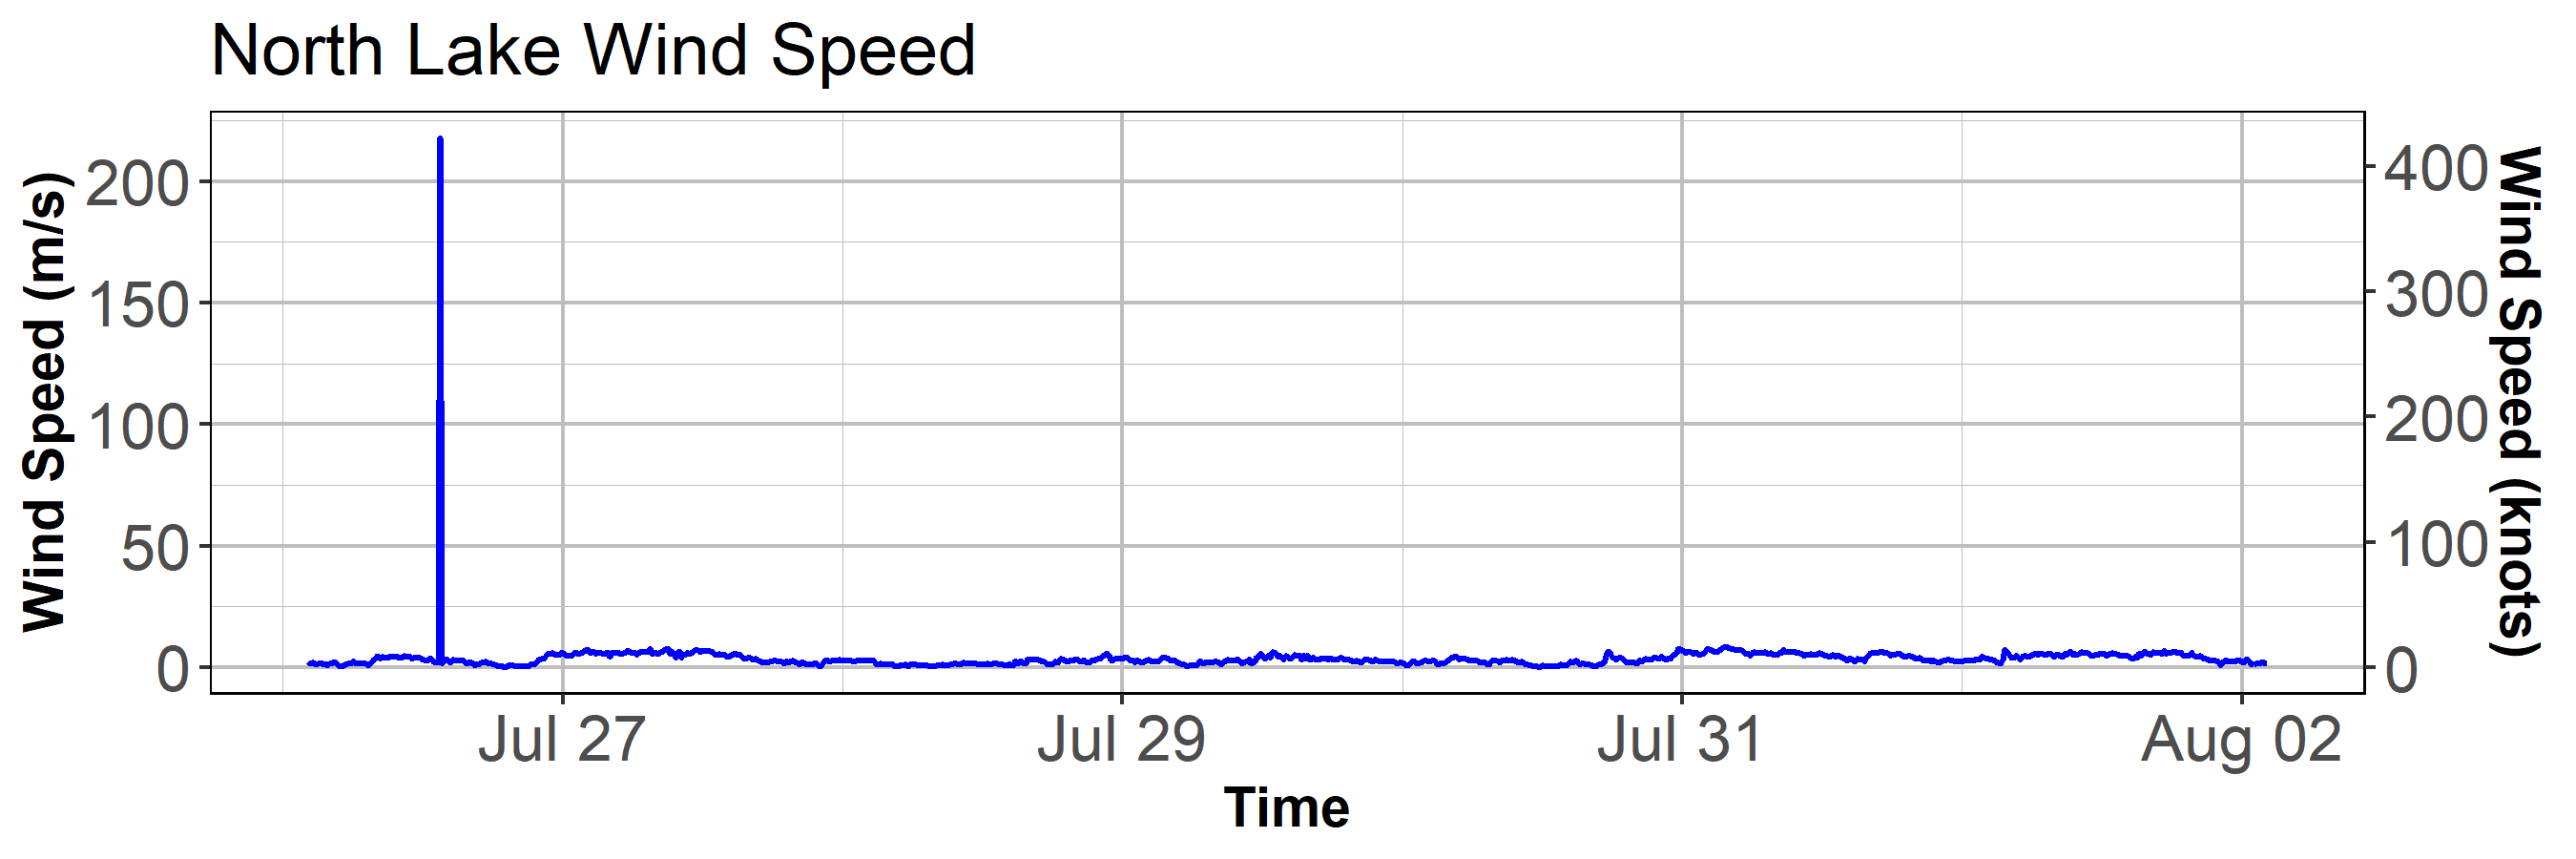 North Lake Wind Speed
Wind Speed (m/s)
200
150
100
50
0
400
300
200
100
0
Wind Speed (knots)
Jul 27
Jul 29
Jul 31
Aug 02
Time